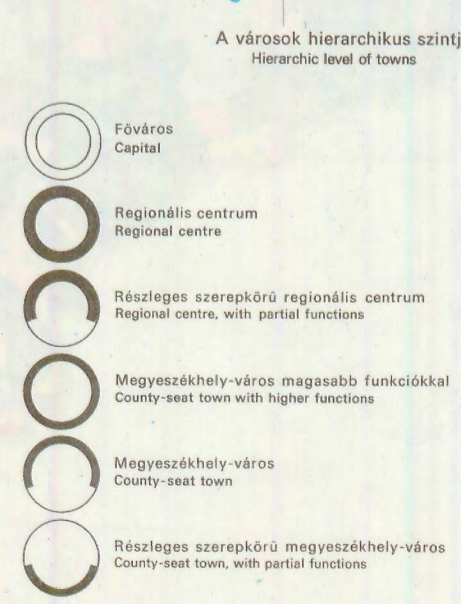 A városok hierarchikus szintj
Hierarchic level of towns
Főváros
Capital
Regionális centrum
Regional centre
Részleges szerepkörű regionális centrum
Regional centre, with partial functions
Megyeszékhely-város magasabb funkciókkal
County-seat town with higher functions
Megyeszékhely-város
County-seat town
Részleges szerepkörű megyeszékhely-város
County-seat town, with partial functions